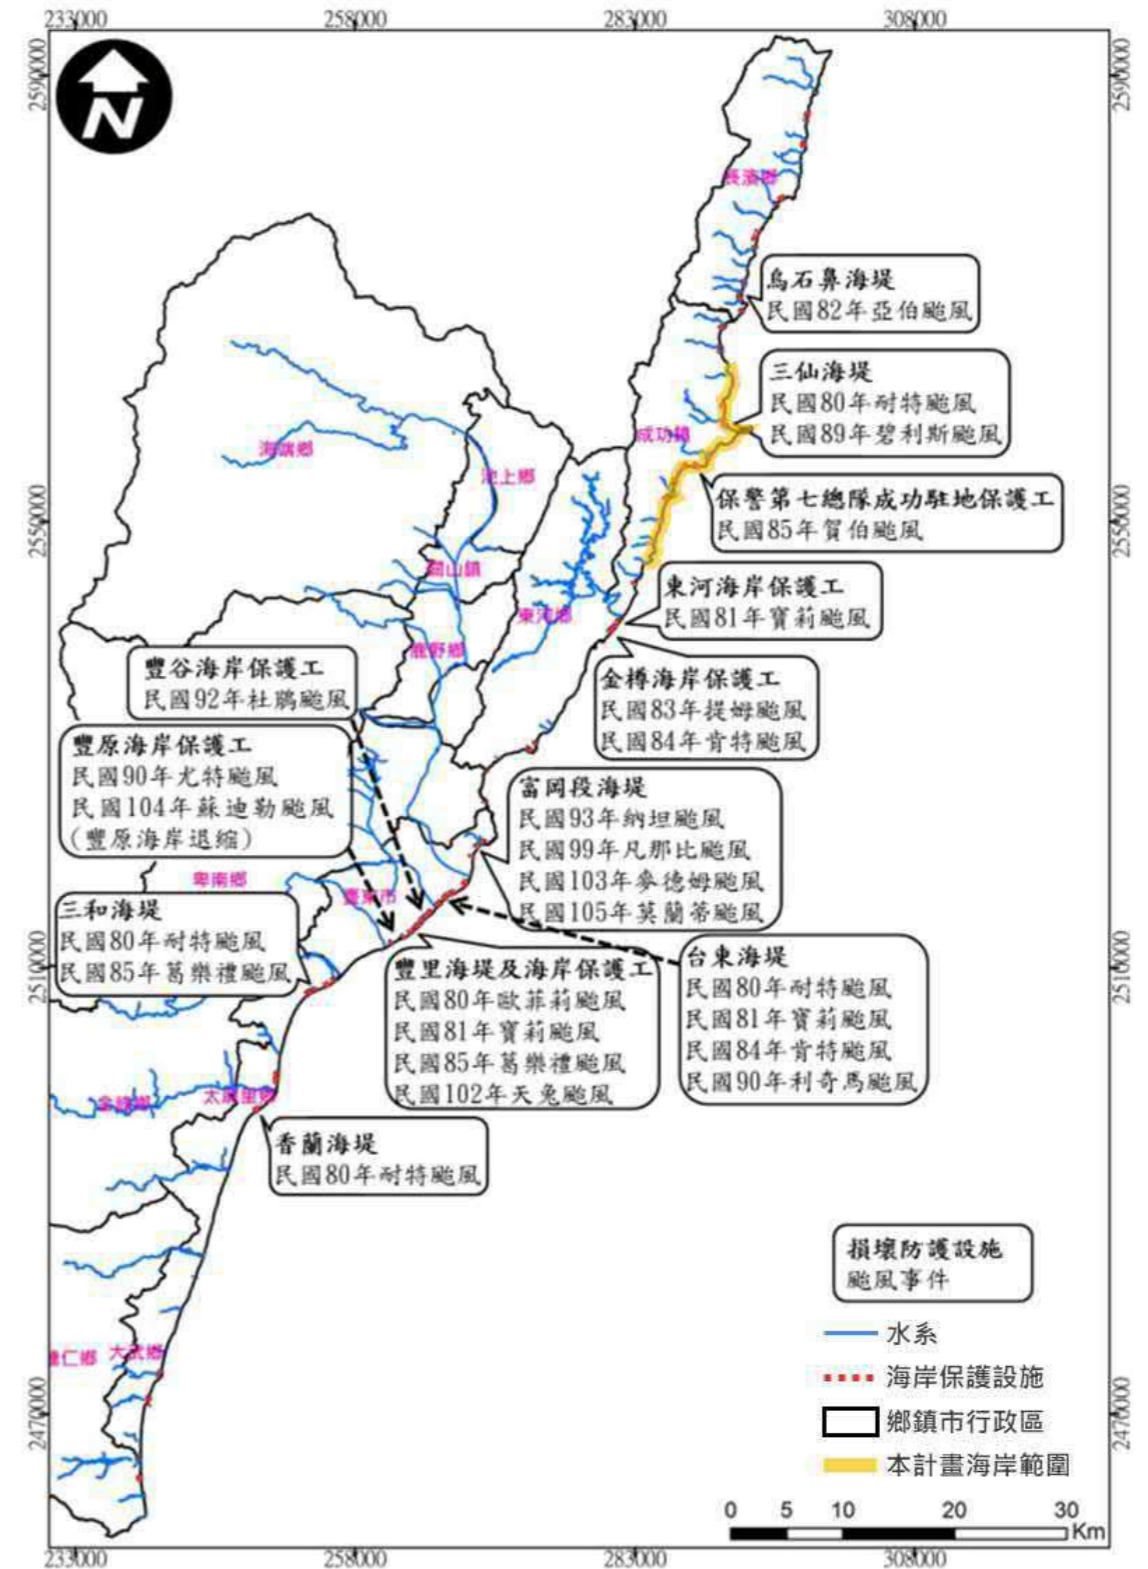 233000
258000
283000
308000
2590000
2590000
N
長濱鄉
烏石鼻海堤
民國82年亞伯颱風
三仙海堤
民國80年耐特颱風
民國89年碧利斯颱風
成功鎮
海端鄉
池上鄉
保警第七總隊成功駐地保護工
民國85年賀伯颱風
2550000
2550000
關山鎮
東河海岸保護工
民國81年寶莉颱風
東河鄉
鹿野鄉
豐谷海岸保護工
民國92年杜鵑颱風
金樽海岸保護工
民國83年提姆颱風
民國84年肯特颱風
豐原海岸保護工
民國90年尤特颱風
民國104年蘇迪勒颱風
(豐原海岸退縮)
富岡段海堤
民國93年納坦颱風
民國99年凡那比颱風
民國103年麥德姆颱風
民國105年莫蘭蒂颱風
卑南鄉
臺東市
三和海堤
民國80年耐特颱風
民國85年葛樂禮颱風
2510000
2510000
豐里海堤及海岸保護工
民國80年歐菲莉颱風
民國81年寶莉颱風
民國85年葛樂禮颱風
民國102年天兔颱風
台東海堤
民國80年耐特颱風
民國81年寶莉颱風
民國84年肯特颱風
民國90年利奇馬颱風
金鋒鄉
太麻里鄉
香蘭海堤
民國80年耐特颱風
損壞防護設施
颱風事件
水系
海岸保護設施
鄉鎮市行政區
本計畫海岸範圍
仁鄉
大武鄉
2470000
2470000
0 5 10 20 30
Km
233000
258000
283000
308000